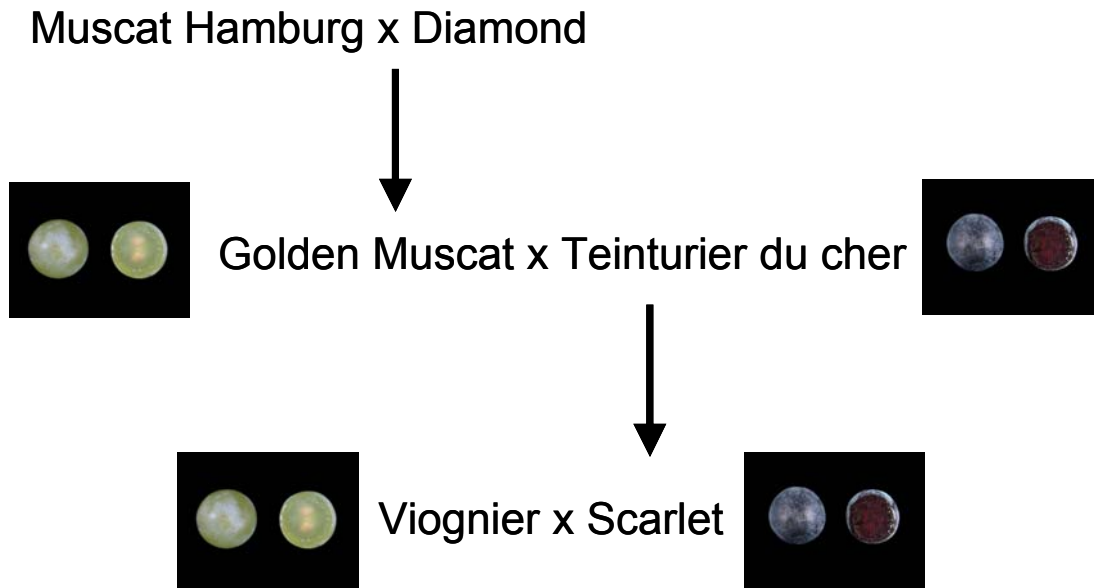 Muscat Hamburg x Diamond
Golden Muscat x Teinturier du cher
Viognier x Scarlet